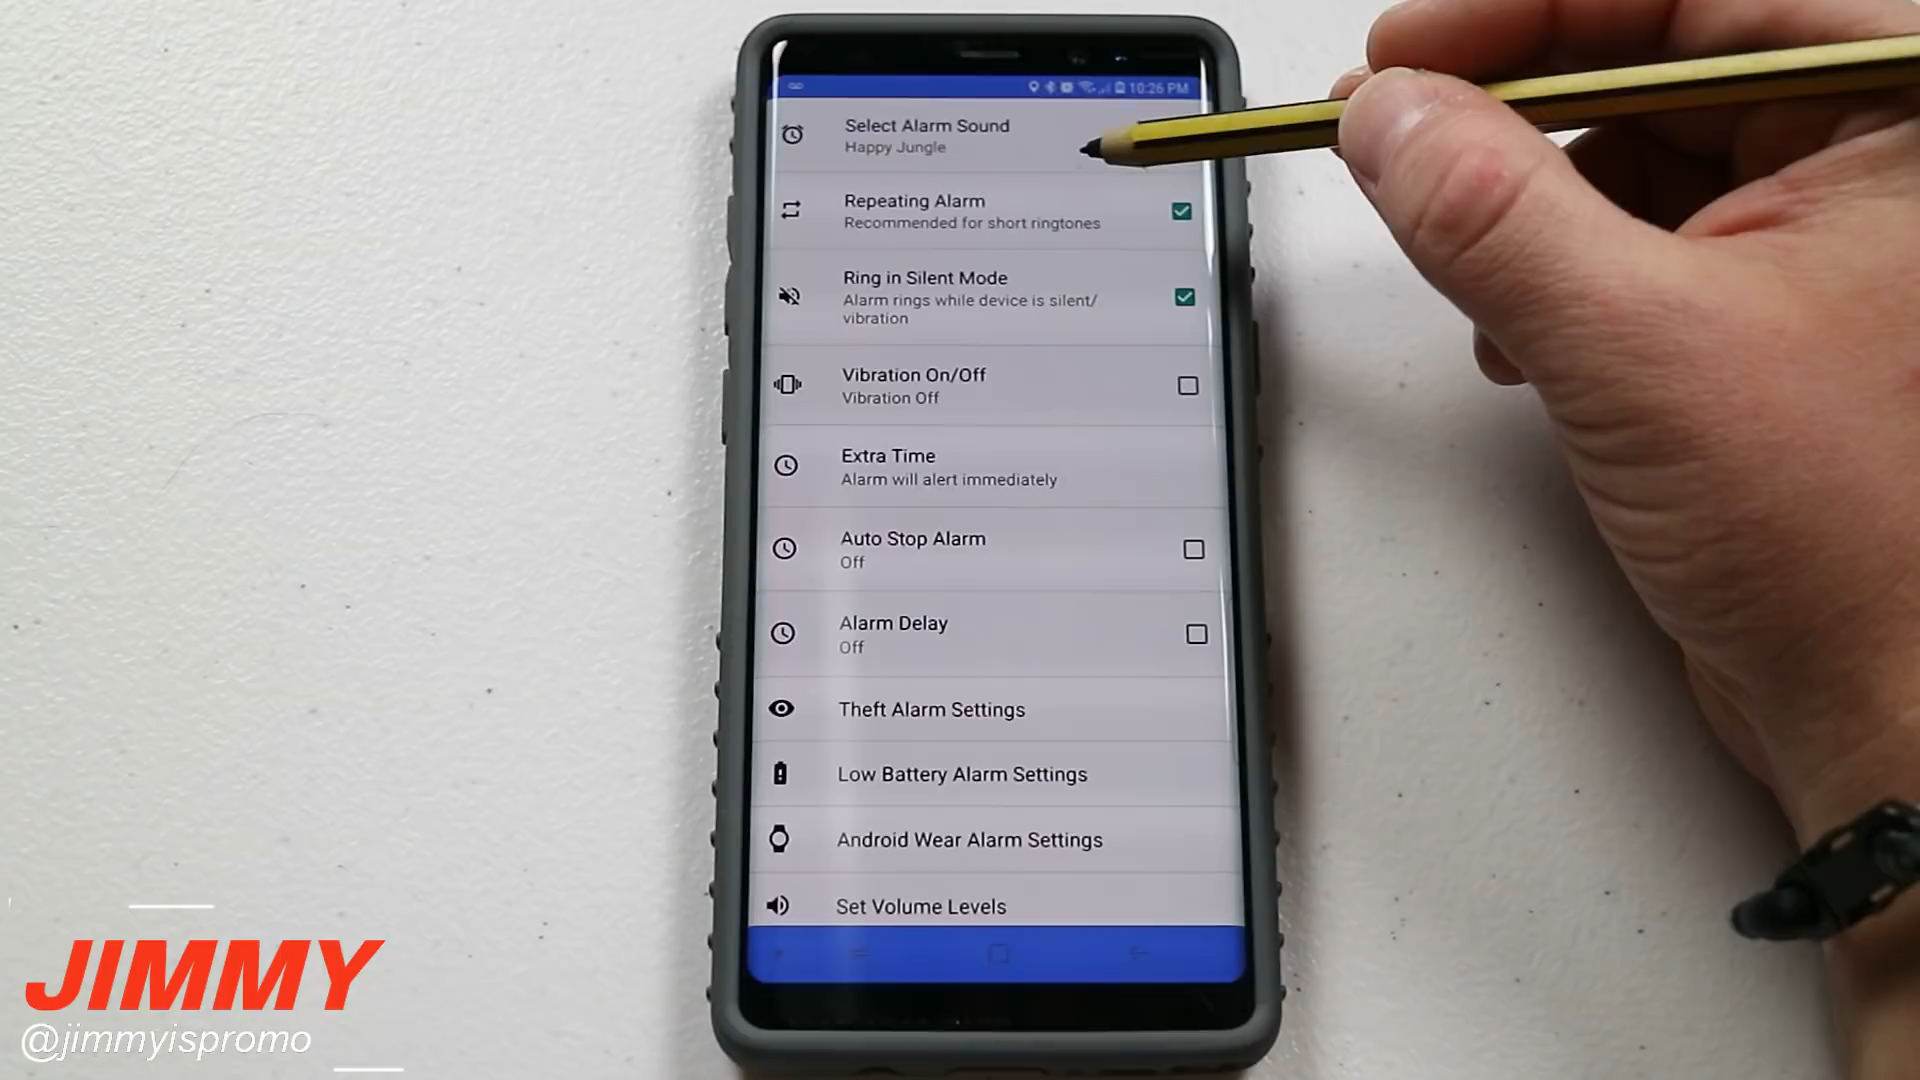 10:26 PM
Select Alarm Sound
Happy Jungle
Repeating Alarm
Recommended for short ringtones
Ring in Silent Mode
Alarm rings while device is silent/
vibration
Vibration On/Off
Vibration Off
Extra Time
Alarm will alert immediately
Auto Stop Alarm
Off
Alarm Delay
Off
Theft Alarm Settings
Low Battery Alarm Settings
Android Wear Alarm Settings
Set Volume Levels
JIMMY
@jimmyispromo